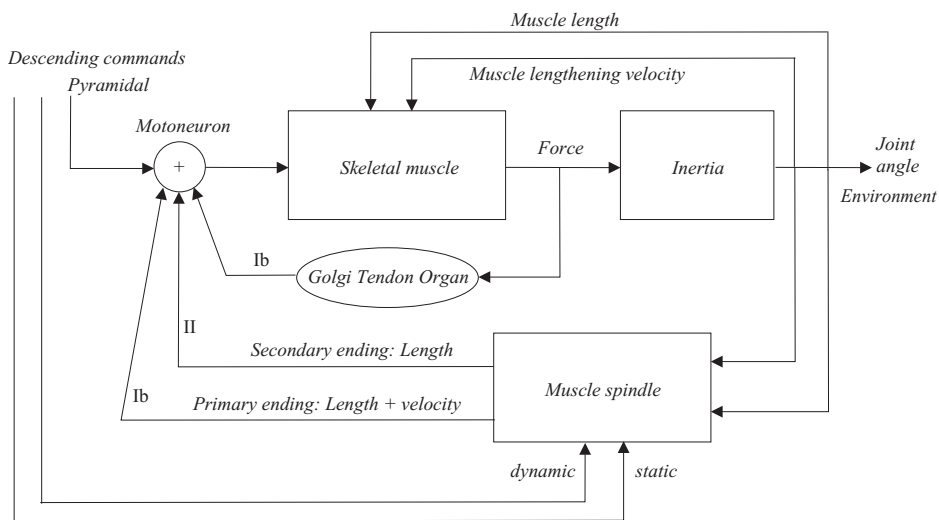 Muscle length
Descending commands
Pyramidal
Muscle lengthening velocity
Motoneuron
+
Skeletal muscle
Force
Inertia
Joint
angle
Environment
Ib
Golgi Tendon Organ
II
Secondary ending: Length
Ib
Primary ending: Length + velocity
Muscle spindle
dynamic
static